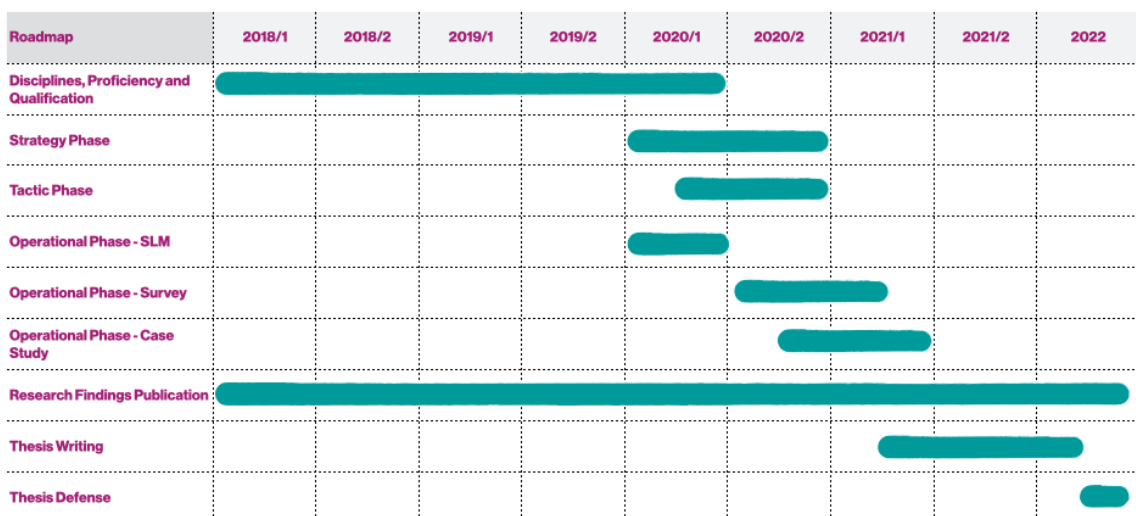 Roadmap 2018/1 2018/2 2019/1 2019/2 2020/1 2020/2 2021/1 2021/2 2022
Disciplines, Proficiency and
Qualification
Strategy Phase
Tactic Phase
Operational Phase - SLM
Operational Phase - Survey
Operational Phase - Case
Study
Research Findings Publication
Thesis Writing
Thesis Defense